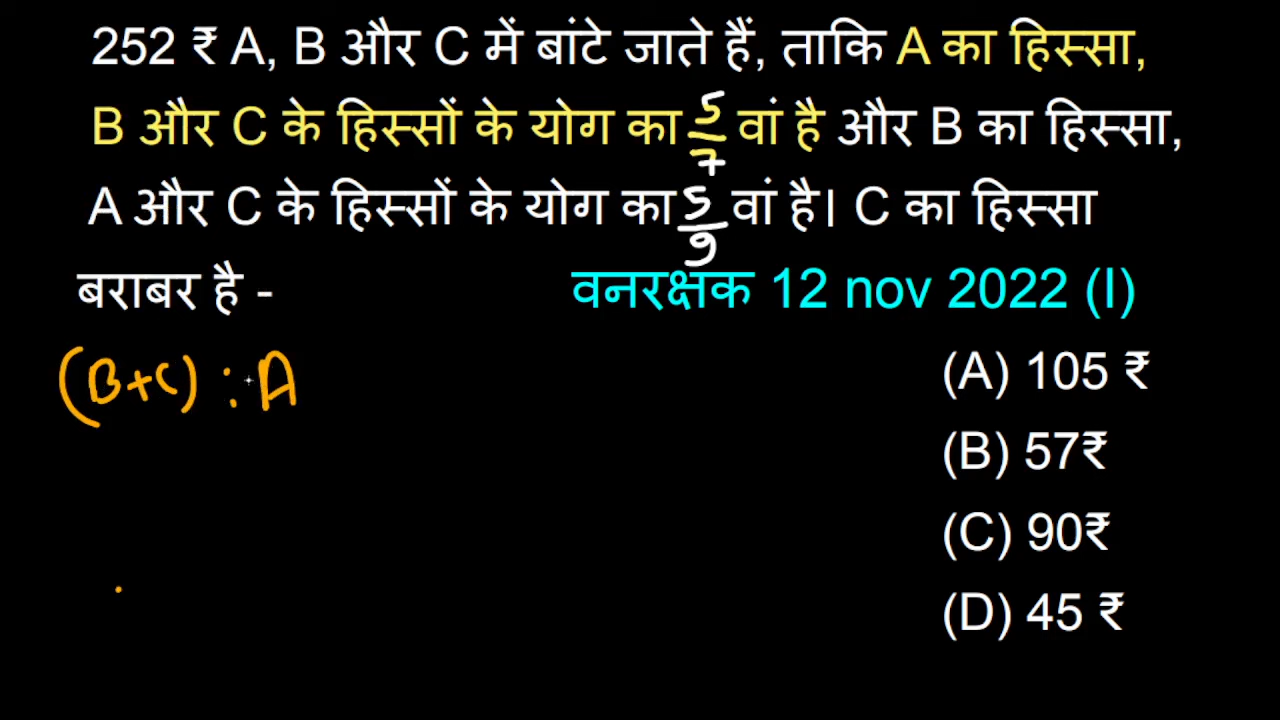 252 ₹ A, B और C में बांटे जाते हैं, ताकि A का हिस्सा,
B और C के हिस्सों के योग का 5/7 वां है और B का हिस्सा,
A और C के हिस्सों के योग का 5/9 वां है। C का हिस्सा
बराबर है - वनरक्षक 12 nov 2022 (I)
(B+C) : A
(A) 105 ₹
(B) 57₹
(C) 90₹
(D) 45 ₹